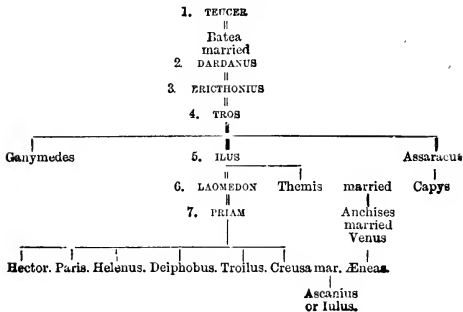 1. TEUCER
Batea
married
2. DARDANUS
3. ERICTHONIUS
4. TROS
Ganymedes 5. ILUS Assaracus
6. LAOMEDON Themis married Capys
7. PRIAM Anchises
married
Venus
Hector. Paris. Helenus. Deiphobus. Troilus. Creusa mar. Æneas.
Ascanius
or Iulus.